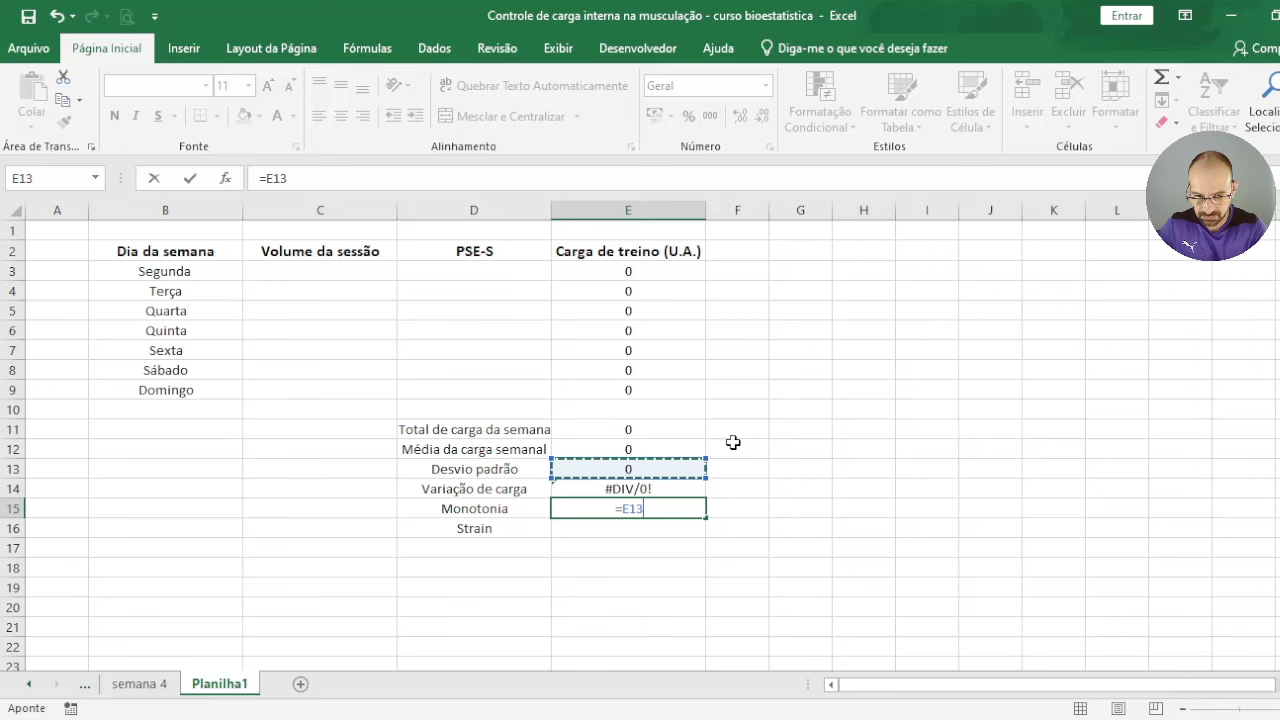 Controle de carga interna na musculação - curso bioestatistica - Excel
Entrar
Arquivo Página Inicial Inserir Layout da Página Fórmulas Dados Revisão Exibir Desenvolvedor Ajuda Diga-me o que você deseja fazer
Colar
11
N I S
A
ab Quebrar Texto Automaticamente
Mesclar e Centralizar
Geral
% 000
Formatação Condicional
Formatar como Tabela
Estilos de Célula
Inserir Excluir Formatar
Classificar e Filtrar
Área de Trans... Fonte Alinhamento Número Estilos Células
E13 fx =E13
A B C D E F G H I J K L
1
2 Dia da semana Volume da sessão PSE-S Carga de treino (U.A.)
3 Segunda 0
4 Terça 0
5 Quarta 0
6 Quinta 0
7 Sexta 0
8 Sábado 0
9 Domingo 0
10
11 Total de carga da semana 0
12 Média da carga semanal 0
13 Desvio padrão 0
14 Variação de carga #DIV/0!
15 Monotonia =E13
16 Strain
17
18
19
20
21
22
23
... semana 4 Planilha1
Aponte